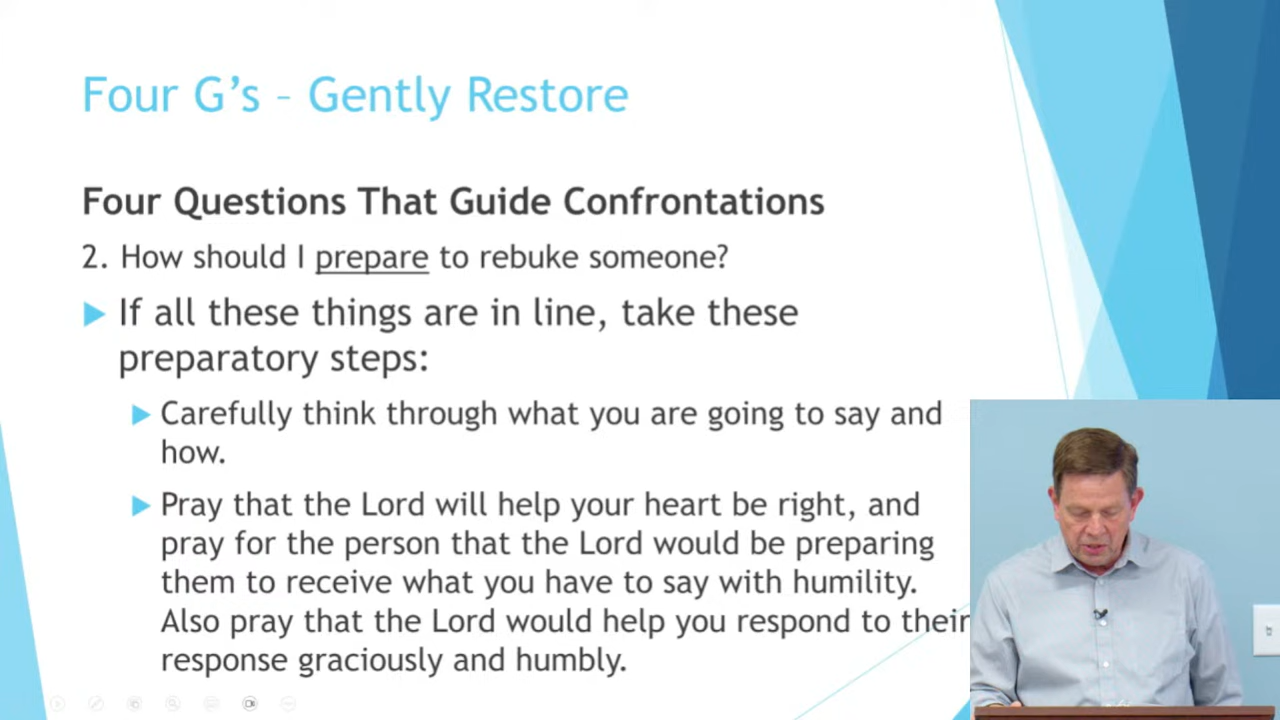 Four G’s – Gently Restore
Four Questions That Guide Confrontations
2. How should I prepare to rebuke someone?
If all these things are in line, take these
preparatory steps:
Carefully think through what you are going to say and
how.
Pray that the Lord will help your heart be right, and
pray for the person that the Lord would be preparing
them to receive what you have to say with humility.
Also pray that the Lord would help you respond to their
response graciously and humbly.